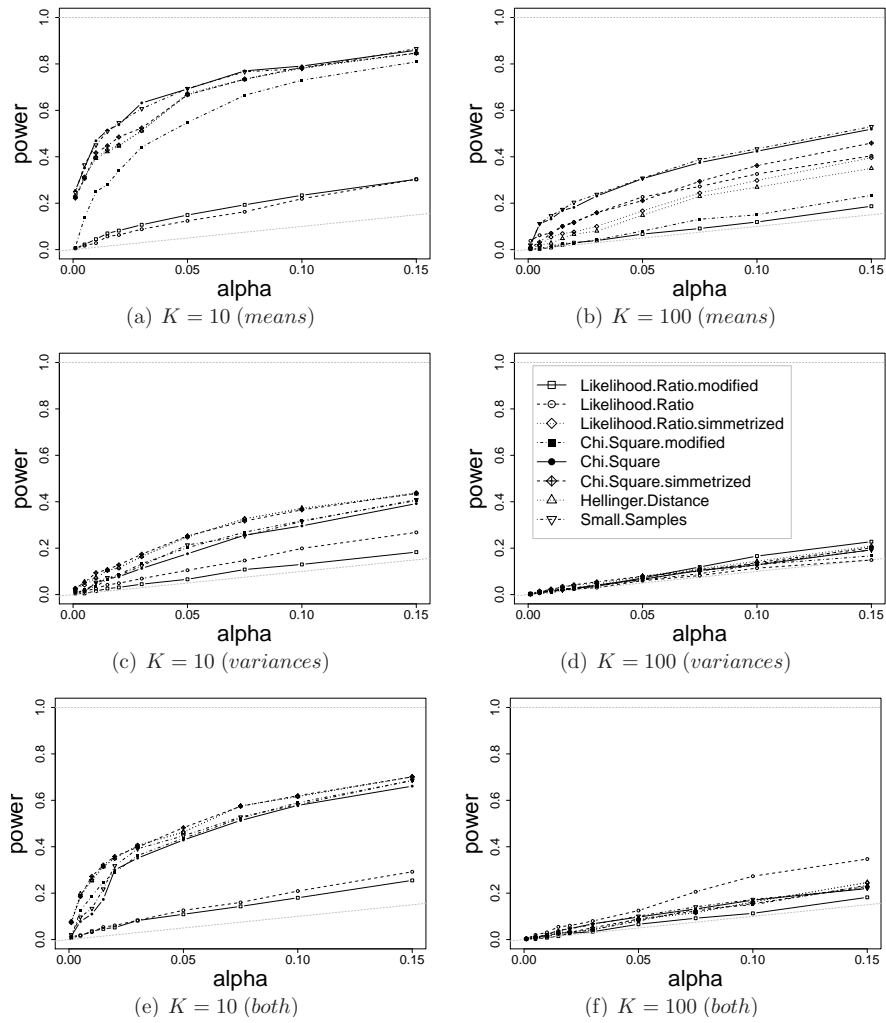 power
0.0 0.2 0.4 0.6 0.8 1.0
0.00 0.05 0.10 0.15
alpha
(a) K = 10 (means)
power
0.0 0.2 0.4 0.6 0.8 1.0
0.00 0.05 0.10 0.15
alpha
(b) K = 100 (means)
power
0.0 0.2 0.4 0.6 0.8 1.0
0.00 0.05 0.10 0.15
alpha
(c) K = 10 (variances)
power
0.0 0.2 0.4 0.6 0.8 1.0
Likelihood.Ratio.modified
Likelihood.Ratio
Likelihood.Ratio.simmetrized
Chi.Square.modified
Chi.Square
Chi.Square.simmetrized
Hellinger.Distance
Small.Samples
0.00 0.05 0.10 0.15
alpha
(d) K = 100 (variances)
power
0.0 0.2 0.4 0.6 0.8 1.0
0.00 0.05 0.10 0.15
alpha
(e) K = 10 (both)
power
0.0 0.2 0.4 0.6 0.8 1.0
0.00 0.05 0.10 0.15
alpha
(f) K = 100 (both)